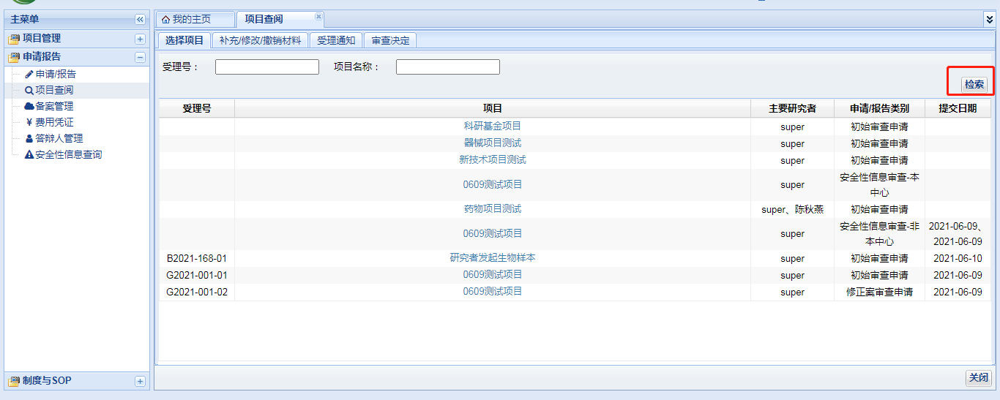 主菜单
项目管理
申请报告
申请/报告
项目查阅
备案管理
费用凭证
答辩人管理
安全性信息查询
制度与SOP
我的主页 项目查阅
选择项目 补充/修改/撤销材料 受理通知 审查决定
受理号： 项目名称：
检索
受理号 项目 主要研究者 申请/报告类别 提交日期
科研基金项目 super 初始审查申请
器械项目测试 super 初始审查申请
新技术项目测试 super 初始审查申请
0609测试项目 super 安全性信息审查-本
中心
药物项目测试 super、陈秋燕 初始审查申请
0609测试项目 super 安全性信息审查-非 2021-06-09、
本中心 2021-06-09
B2021-168-01 研究者发起生物样本 super 初始审查申请 2021-06-10
G2021-001-01 0609测试项目 super 初始审查申请 2021-06-09
G2021-001-02 0609测试项目 super 修正案审查申请 2021-06-09
关闭